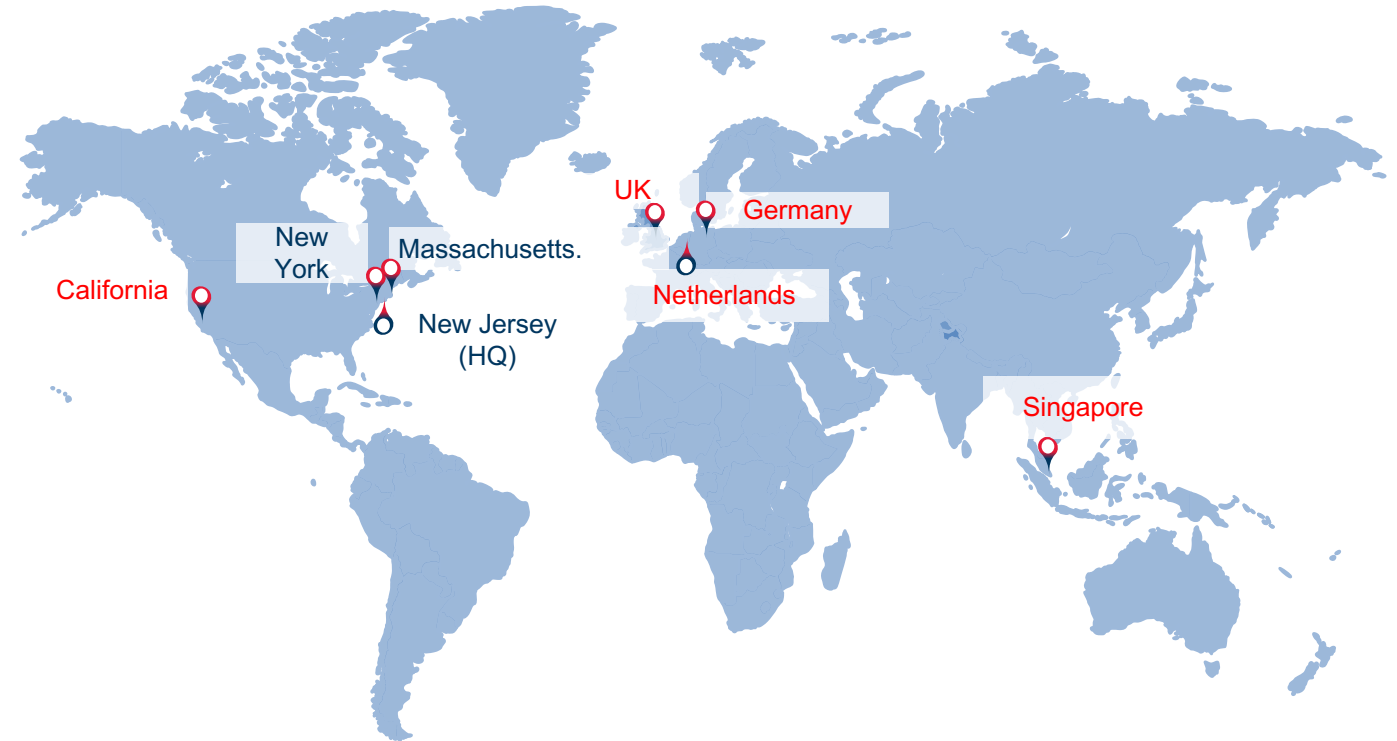 UK
Germany
New
York
Massachusetts.
California
Netherlands
New Jersey
(HQ)
Singapore